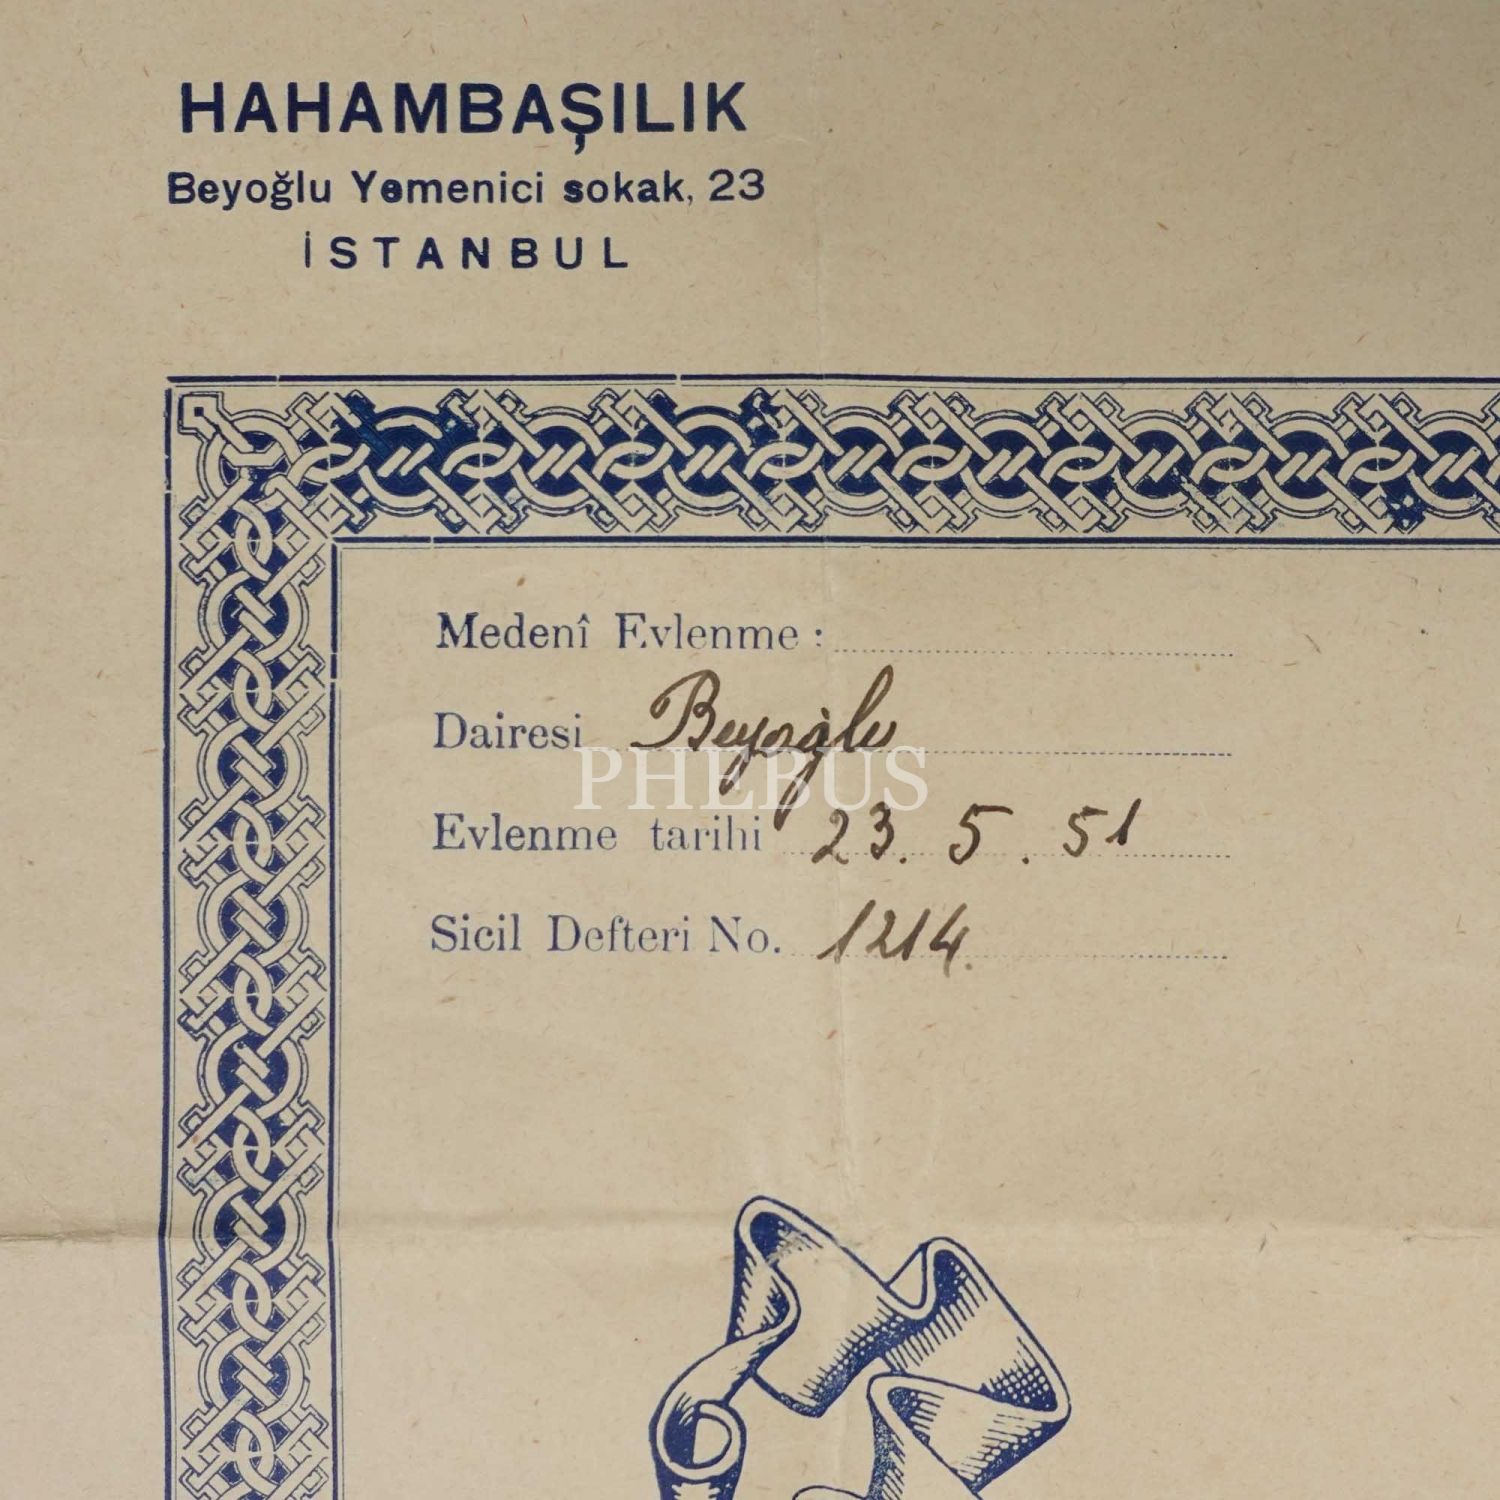 HAHAMBAŞILIK
Beyoğlu Yemenici sokak, 23
İSTANBUL
Medenî Evlenme :
Dairesi Beyoğlu
PHEBUS
Evlenme tarihi 23. 5. 51
Sicil Defteri No. 1214.